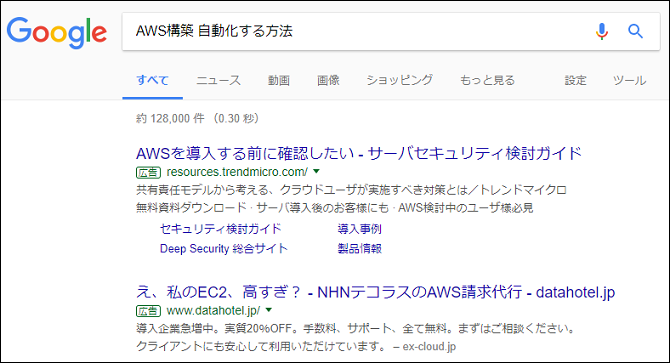 Google AWS構築 自動化する方法
すべて ニュース 動画 画像 ショッピング もっと見る 設定 ツール
約 128,000 件 （0.30 秒）
AWSを導入する前に確認したい - サーバセキュリティ検討ガイド
広告 resources.trendmicro.com/
共有責任モデルから考える、クラウドユーザが実施すべき対策とは／トレンドマイクロ
無料資料ダウンロード · サーバ導入後のお客様にも · AWS検討中のユーザ様必見
セキュリティ検討ガイド 導入事例
Deep Security 総合サイト 製品情報
え、私のEC2、高すぎ？ - NHNテコラスのAWS請求代行 - datahotel.jp
広告 www.datahotel.jp/
導入企業急増中。実質20%OFF。手数料、サポート、全て無料。まずはご相談ください。
クライアントにも安心して利用いただけています。 – ex-cloud.jp